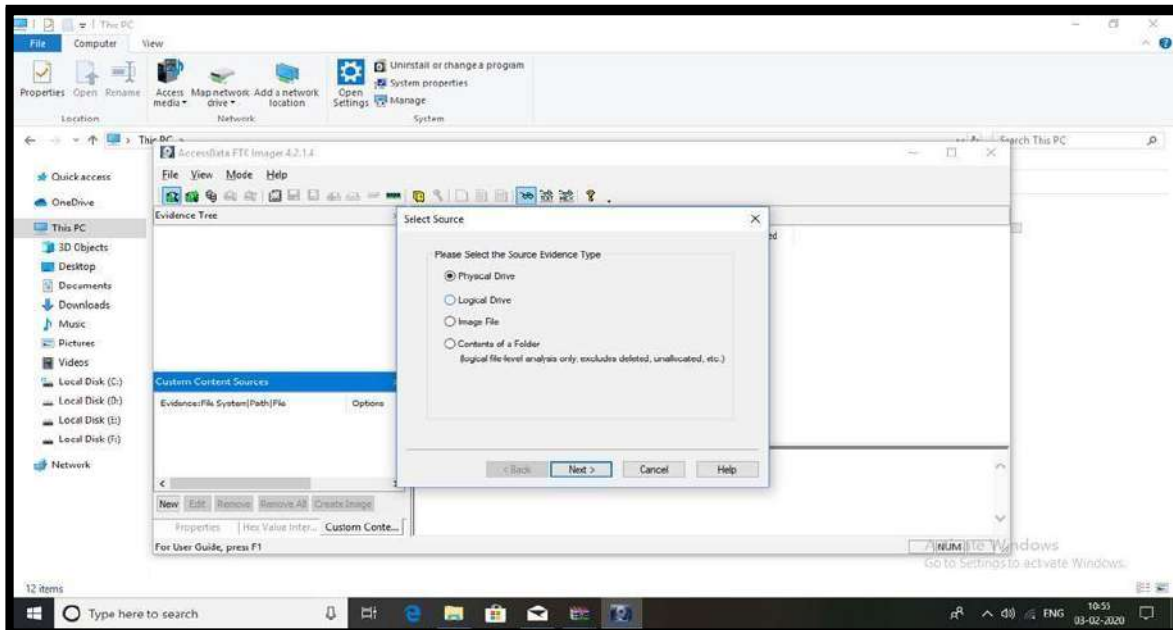 This PC
File Computer View
Properties Open Rename
Access media
Map network drive
Add a network location
Open Settings
Uninstall or change a program
System properties
Manage
Location Network System
Search This PC
AccessData FTK Imager 4.2.1.4
File View Mode Help
Evidence Tree
Quick access
OneDrive
This PC
3D Objects
Desktop
Documents
Downloads
Music
Pictures
Videos
Local Disk (C:)
Local Disk (D:)
Local Disk (E:)
Local Disk (F:)
Network
Custom Content Sources
Evidence:File System|Path|File Options
New Edit Remove Remove All Create Image
Properties Hex Value Inter... Custom Conte...
For User Guide, press F1
NUM
Select Source
Please Select the Source Evidence Type
Physical Drive
Logical Drive
Image File
Contents of a Folder
(logical file-level analysis only; excludes deleted, unallocated, etc.)
< Back Next > Cancel Help
Activate Windows
Go to Settings to activate Windows.
12 items
Type here to search
ENG
10:55
03-02-2020